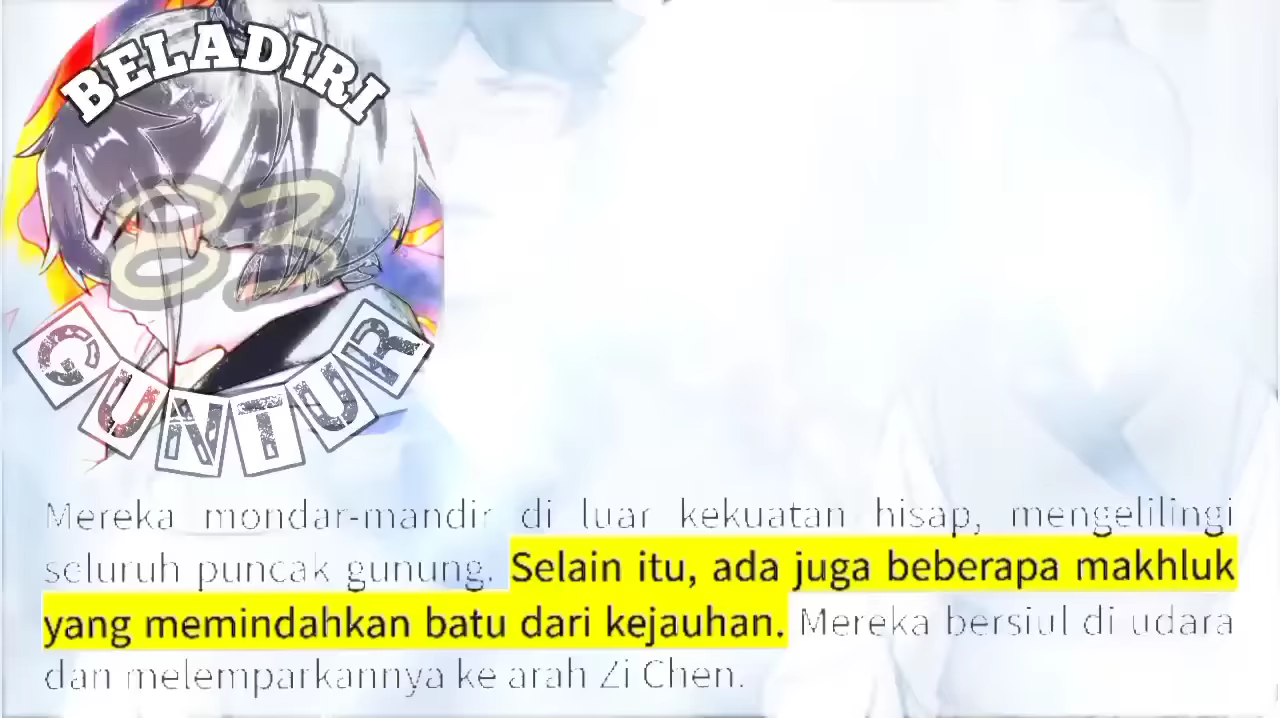 BELADIRI
83
GUNTUR
Mereka mondar-mandir di luar kekuatan hisap, mengelilingi
seluruh puncak gunung. Selain itu, ada juga beberapa makhluk
yang memindahkan batu dari kejauhan. Mereka bersiul di udara
dan melemparkannya ke arah Zi Chen.